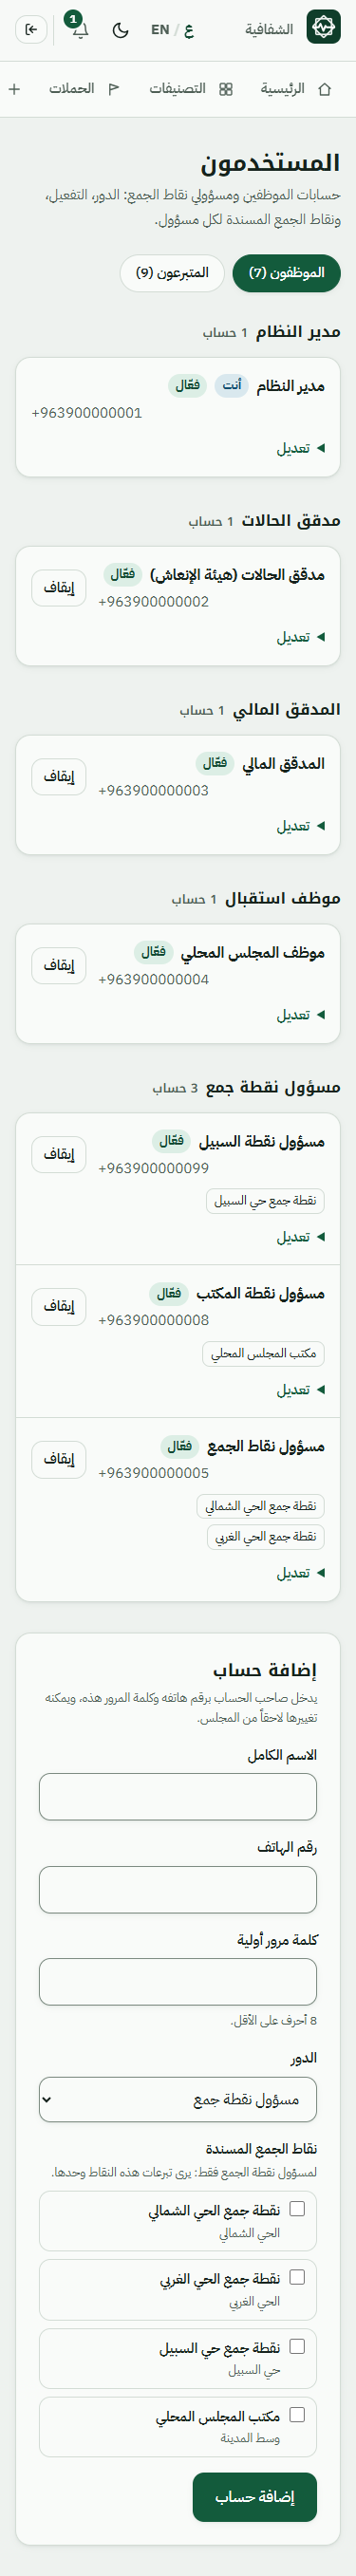 الشفافية
ع / EN
1
الرئيسية
التصنيفات
الحملات
المستخدمون
حسابات الموظفين ومسؤولي نقاط الجمع: الدور، التفعيل،
ونقاط الجمع المسندة لكل مسؤول.
الموظفون (7)
المتبرعون (9)
مدير النظام 1 حساب
مدير النظام أنت فعّال
+963900000001
تعديل
مدقق الحالات 1 حساب
مدقق الحالات (هيئة الإنعاش) فعّال
إيقاف
+963900000002
تعديل
المدقق المالي 1 حساب
المدقق المالي فعّال
إيقاف
+963900000003
تعديل
موظف استقبال 1 حساب
موظف المجلس المحلي فعّال
إيقاف
+963900000004
تعديل
مسؤول نقطة جمع 3 حساب
مسؤول نقطة السبيل فعّال
إيقاف
+963900000099
نقطة جمع حي السبيل
تعديل
مسؤول نقطة المكتب فعّال
إيقاف
+963900000008
مكتب المجلس المحلي
تعديل
مسؤول نقاط الجمع فعّال
إيقاف
+963900000005
نقطة جمع الحي الشمالي
نقطة جمع الحي الغربي
تعديل
إضافة حساب
يدخل صاحب الحساب برقم هاتفه وكلمة المرور هذه، ويمكنه
تغييرها لاحقاً من المجلس.
الاسم الكامل
رقم الهاتف
كلمة مرور أولية
8 أحرف على الأقل.
الدور
مسؤول نقطة جمع
نقاط الجمع المسندة
لمسؤول نقطة الجمع فقط: يرى تبرعات هذه النقاط وحدها.
نقطة جمع الحي الشمالي
الحي الشمالي
نقطة جمع الحي الغربي
الحي الغربي
نقطة جمع حي السبيل
حي السبيل
مكتب المجلس المحلي
وسط المدينة
إضافة حساب